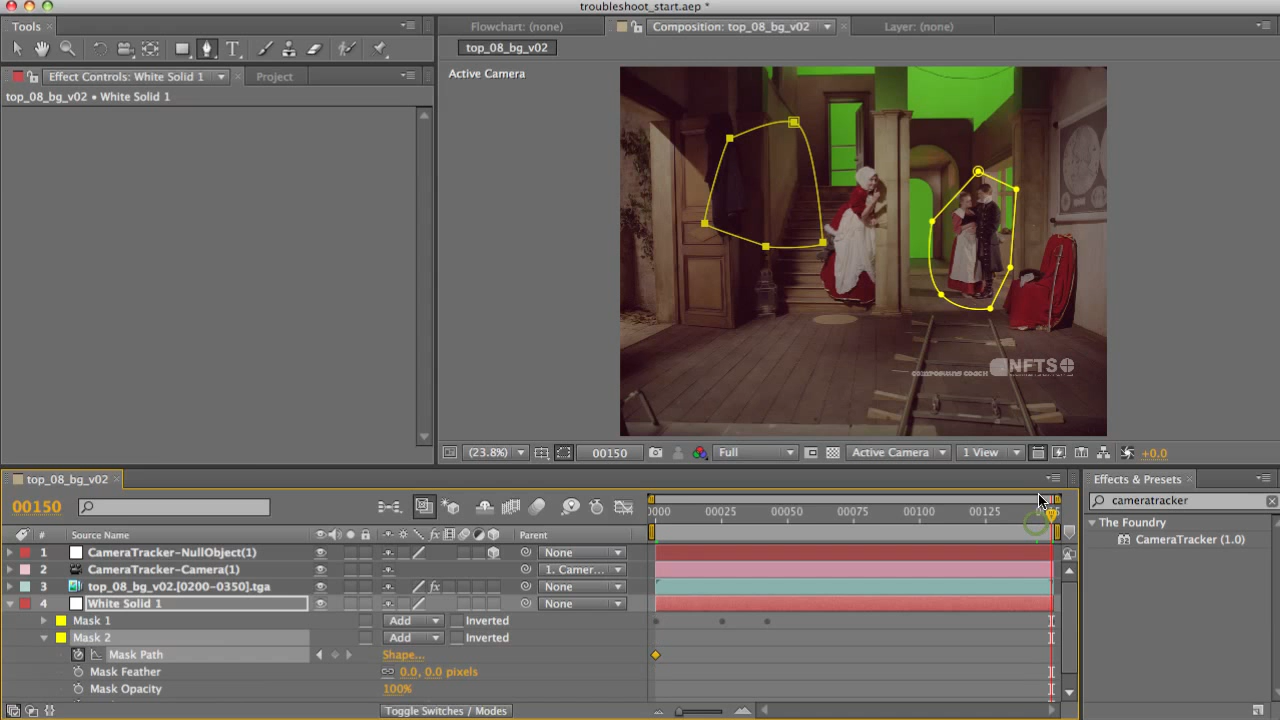 troubleshoot_start.aep *
Tools
Flowchart: (none)
Composition: top_08_bg_v02
Layer: (none)
top_08_bg_v02
Effect Controls: White Solid 1
Project
Active Camera
top_08_bg_v02 • White Solid 1
COMPOSITING COACH NFTS
(23.8%)
00150
Full
Active Camera
1 View
+0.0
top_08_bg_v02
Effects & Presets
00150
0000
00025
00050
00075
00100
00125
cameratracker
Source Name
Parent
The Foundry
CameraTracker (1.0)
1 CameraTracker-NullObject(1) None
2 CameraTracker-Camera(1) 1. Camer...
3 top_08_bg_v02.[0200-0350].tga fx None
4 White Solid 1 None
Mask 1 Add Inverted
Mask 2 Add Inverted
Mask Path Shape...
Mask Feather 0.0, 0.0 pixels
Mask Opacity 100%
Toggle Switches / Modes